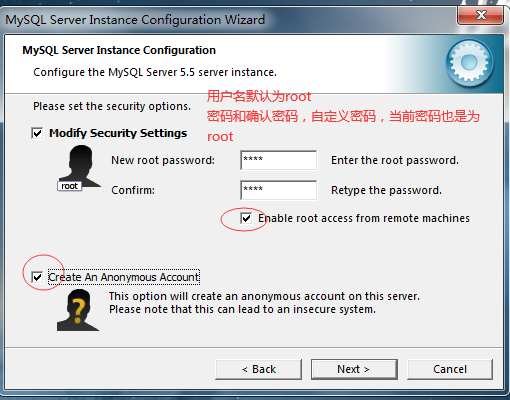 MySQL Server Instance Configuration Wizard
MySQL Server Instance Configuration
Configure the MySQL Server 5.5 server instance.
Please set the security options.
用户名默认为root
密码和确认密码，自定义密码，当前密码也是为
root
Modify Security Settings
New root password: **** Enter the root password.
root
Confirm: **** Retype the password.
Enable root access from remote machines
Create An Anonymous Account
This option will create an anonymous account on this server.
Please note that this can lead to an insecure system.
< Back Next > Cancel